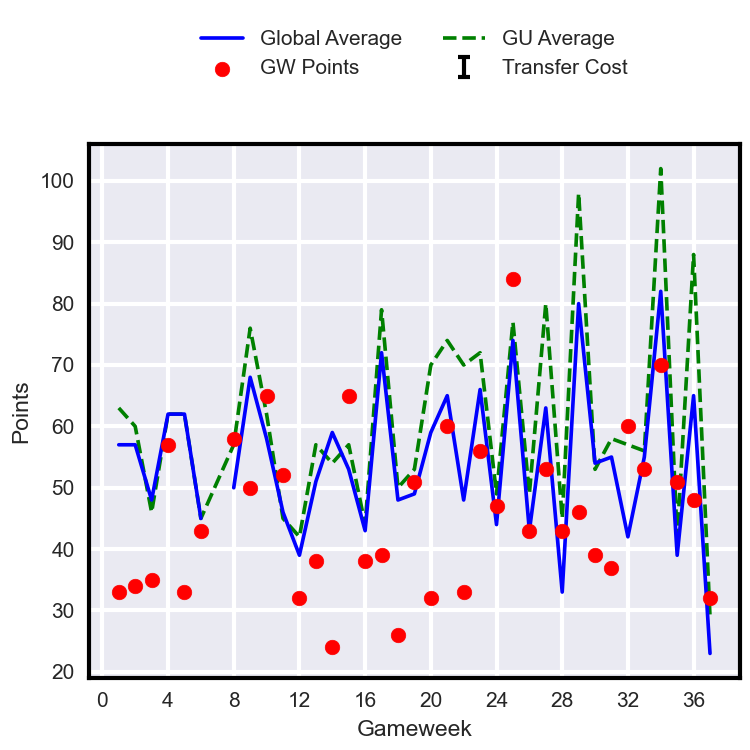 Global Average
GU Average
GW Points
Transfer Cost
100
90
80
70
60
50
40
30
20
Points
0 4 8 12 16 20 24 28 32 36
Gameweek